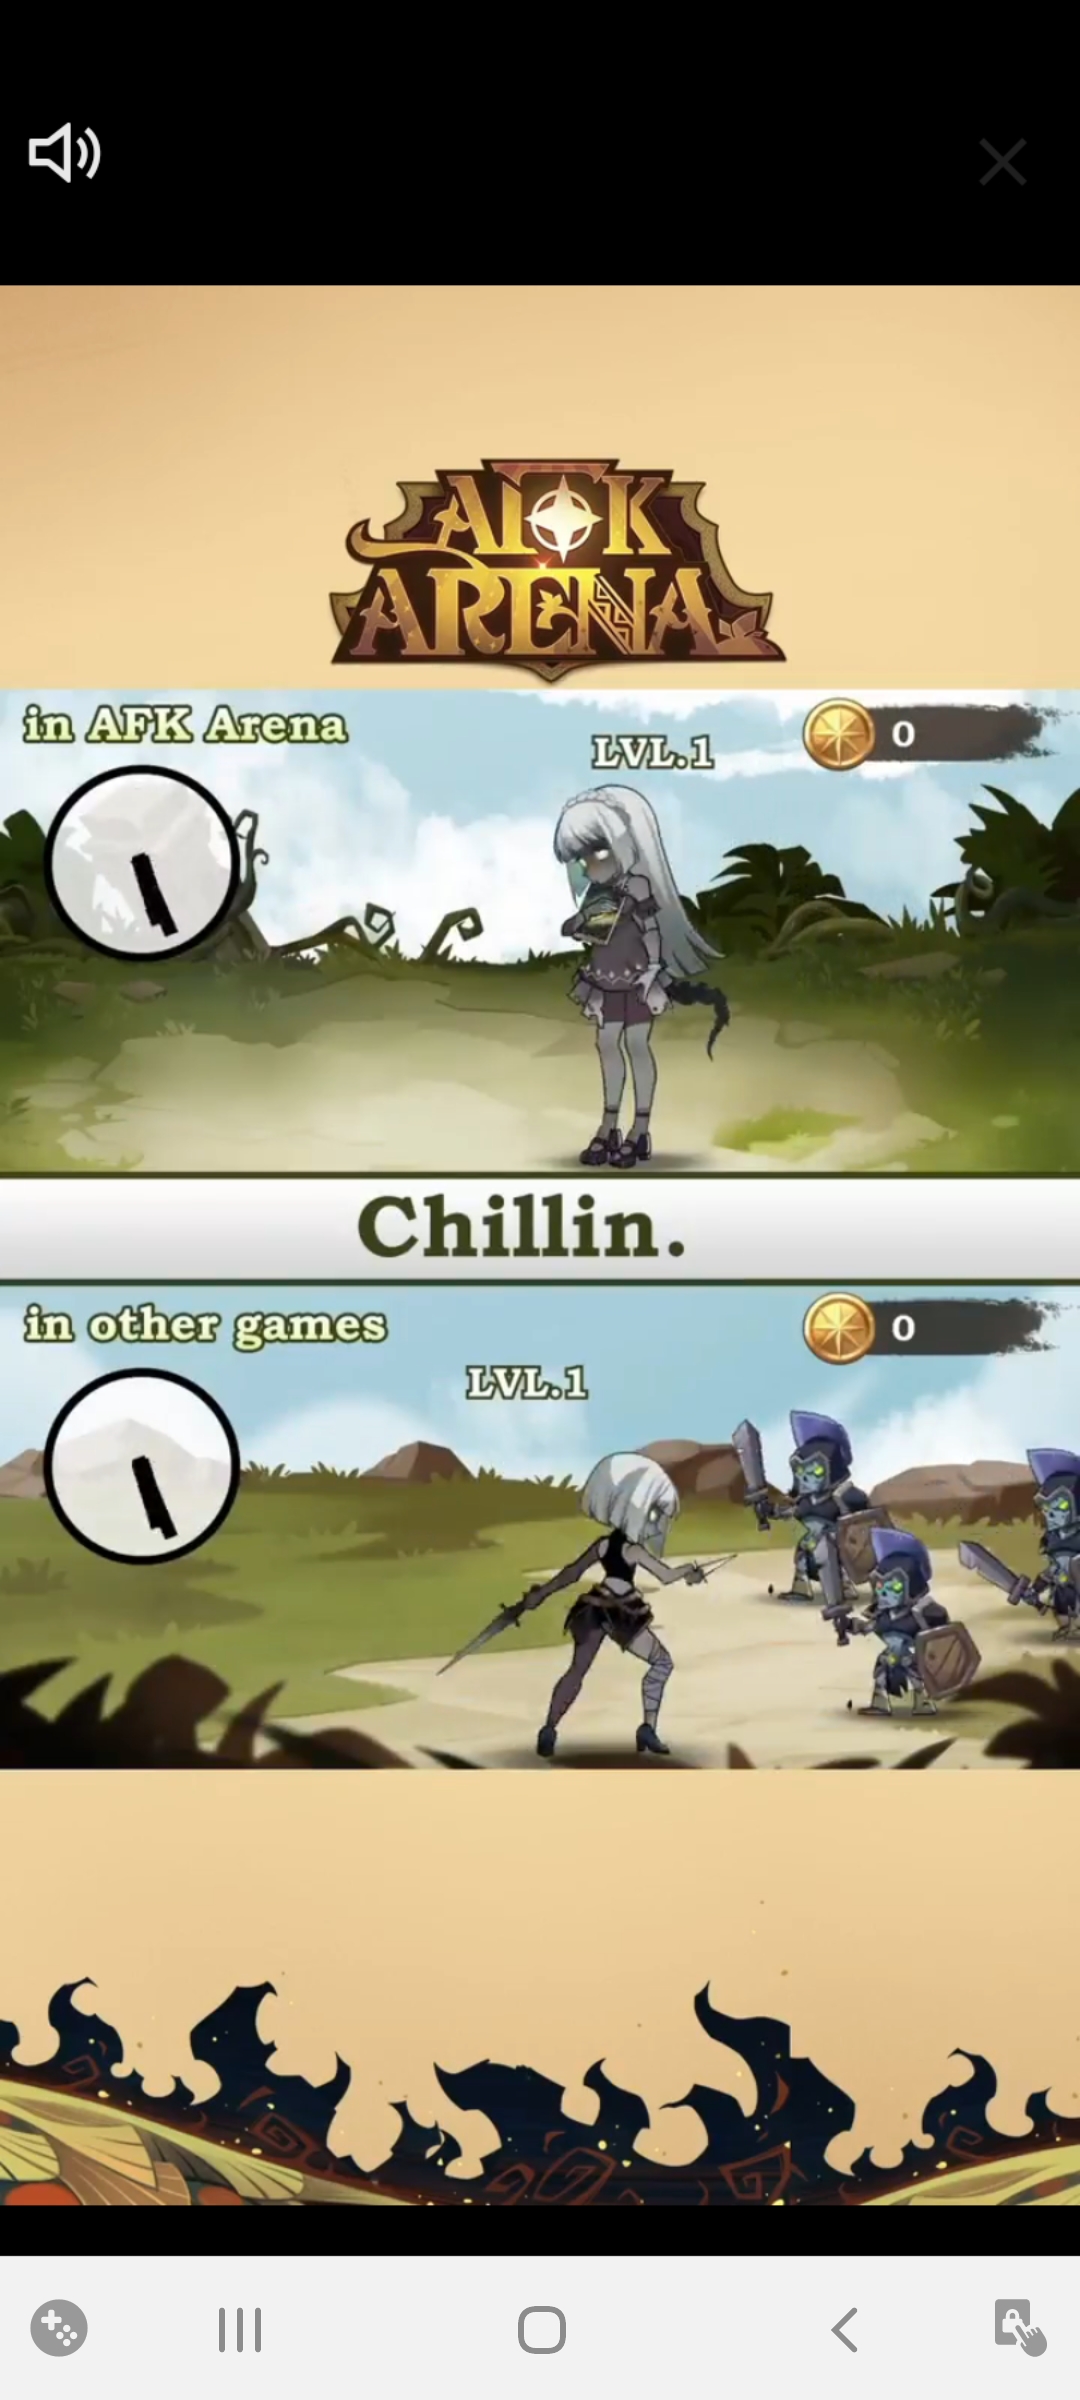 AFK
ARENA
in AFK Arena
LVL.1
0
Chillin.
in other games
0
LVL.1